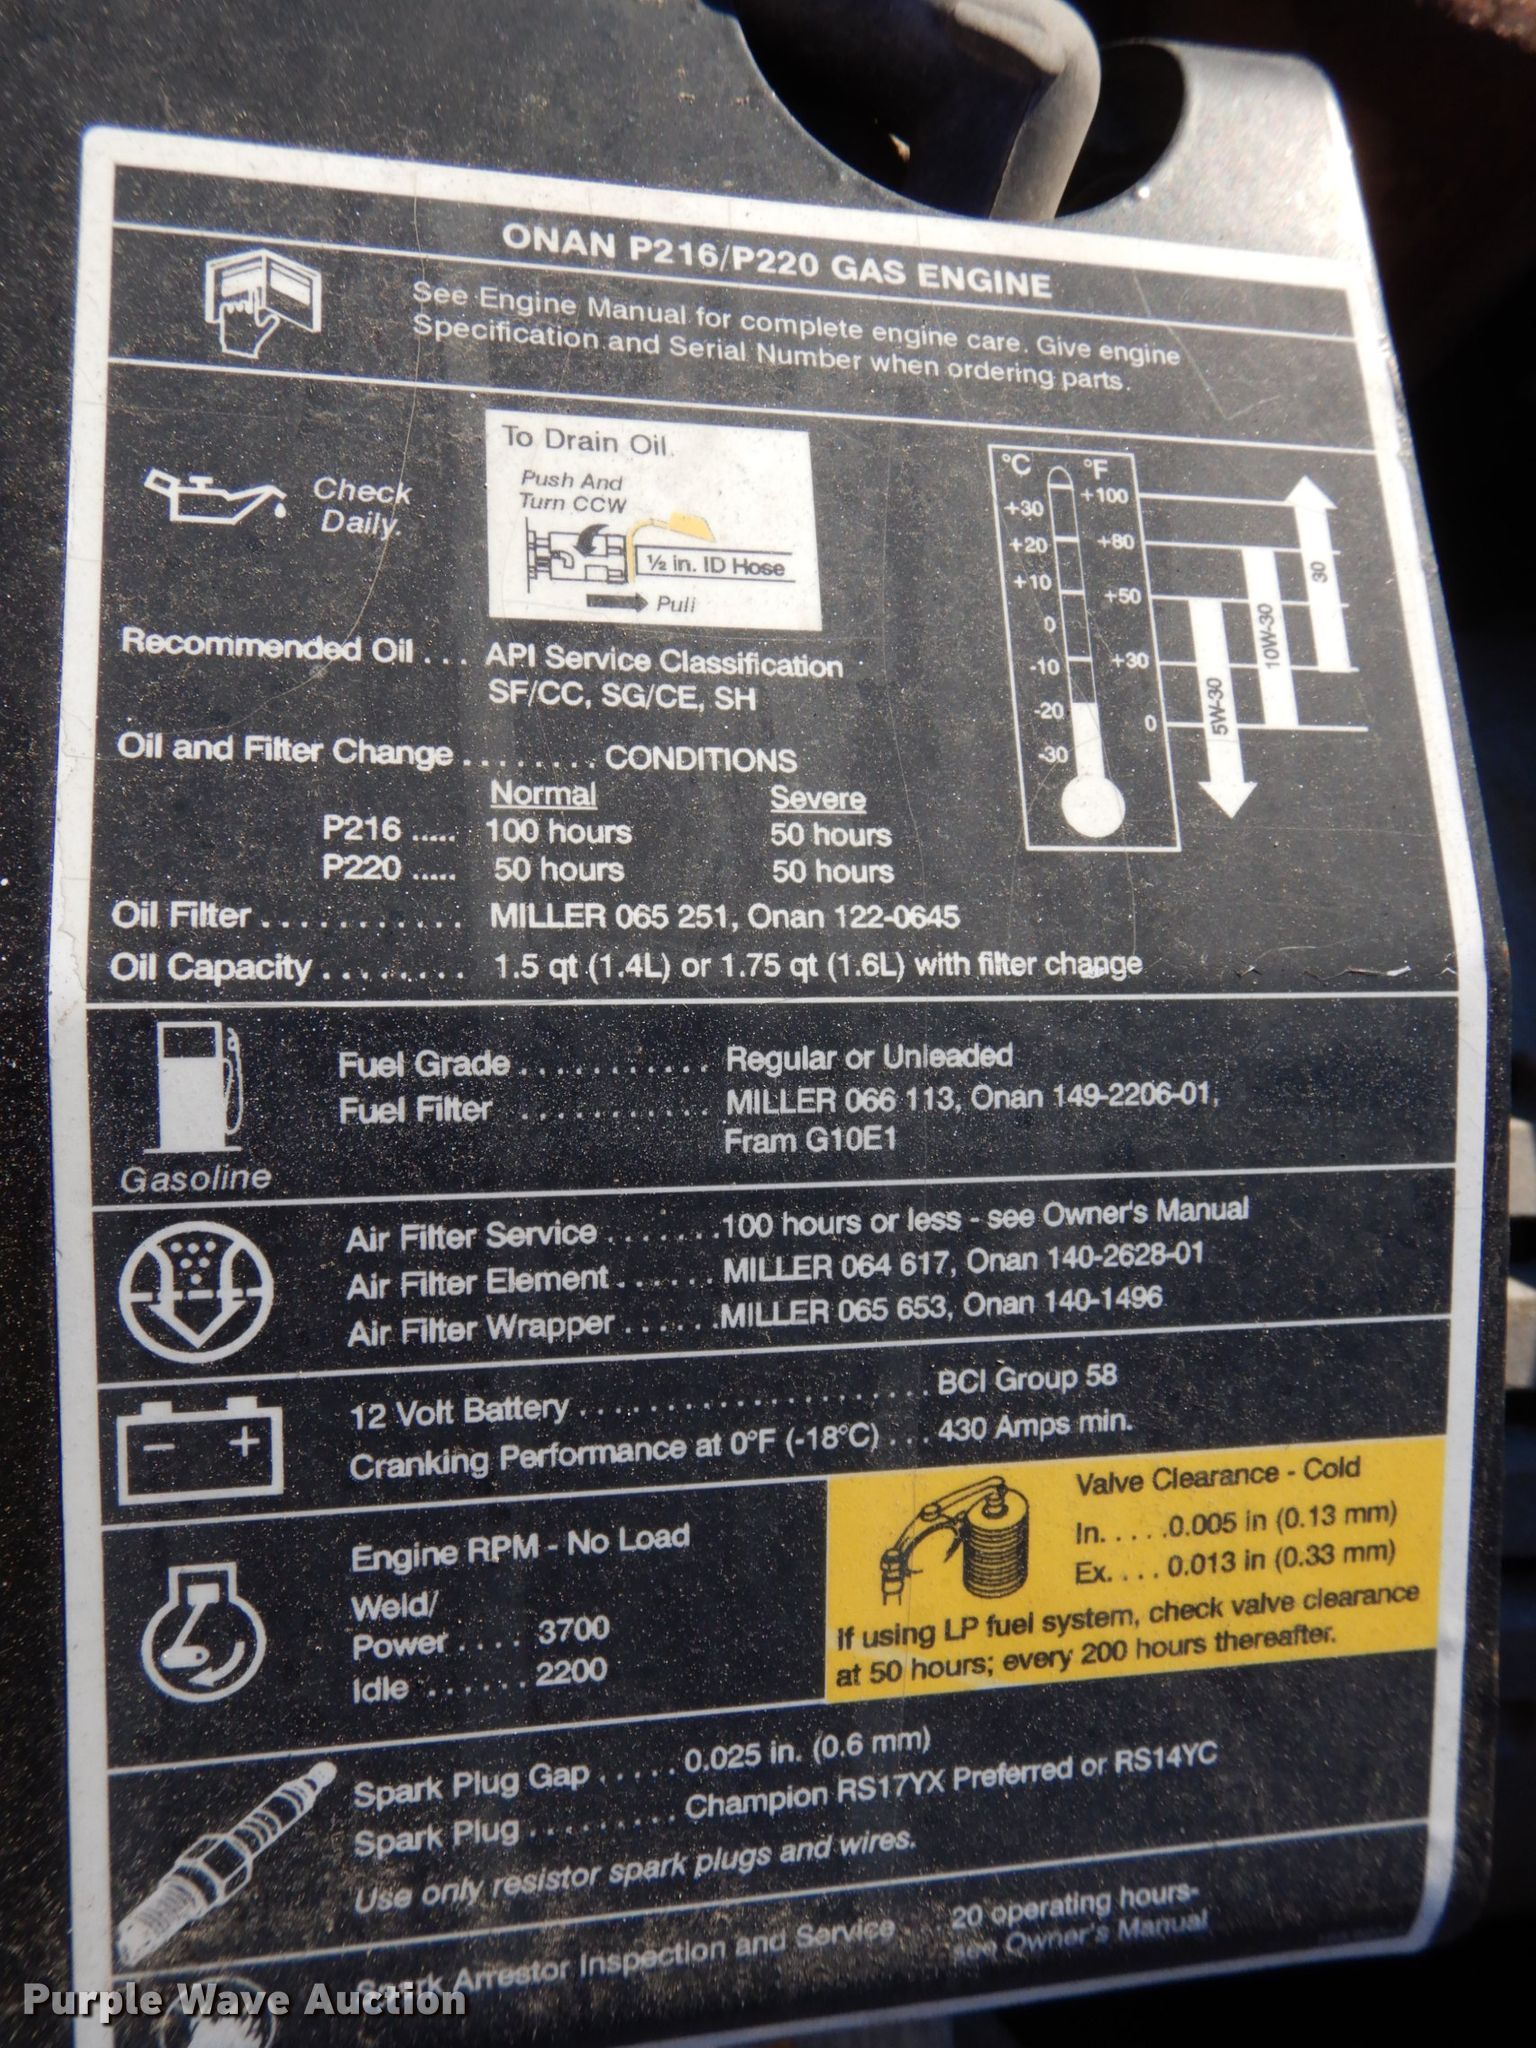 ONAN P216/P220 GAS ENGINE
See Engine Manual for complete engine care. Give engine
Specification and Serial Number when ordering parts.
Check
Daily.
To Drain Oil.
Push And
Turn CCW
½ in. ID Hose
Pull
°C °F
+30
+20
+10
0
-10
-20
-30
+100
+80
+50
+30
0
5W-30
10W-30
30
Recommended Oil . . . API Service Classification
SF/CC, SG/CE, SH
Oil and Filter Change . . . . . . . . CONDITIONS
Normal Severe
P216 ..... 100 hours 50 hours
P220 ..... 50 hours 50 hours
Oil Filter . . . . . . . . . . . MILLER 065 251, Onan 122-0645
Oil Capacity . . . . . . . . 1.5 qt (1.4L) or 1.75 qt (1.6L) with filter change
Gasoline
Fuel Grade . . . . . . . . . . . Regular or Unleaded
Fuel Filter . . . . . . . . . . . MILLER 066 113, Onan 149-2206-01,
Fram G10E1
Air Filter Service . . . . . . . 100 hours or less - see Owner's Manual
Air Filter Element . . . . . . MILLER 064 617, Onan 140-2628-01
Air Filter Wrapper . . . . . . MILLER 065 653, Onan 140-1496
12 Volt Battery . . . . . . . . . . . . . . . . . . . . BCI Group 58
Cranking Performance at 0°F (-18°C) . . . 430 Amps min.
Engine RPM - No Load
Weld/
Power . . . . 3700
Idle . . . . . . 2200
Valve Clearance - Cold
In. . . . . .0.005 in (0.13 mm)
Ex. . . . . 0.013 in (0.33 mm)
If using LP fuel system, check valve clearance
at 50 hours; every 200 hours thereafter.
Spark Plug Gap . . . . . 0.025 in. (0.6 mm)
Spark Plug . . . . . . . . . Champion RS17YX Preferred or RS14YC
Use only resistor spark plugs and wires.
Spark Arrestor Inspection and Service . . . 20 operating hours-
see Owner's Manual
Purple Wave Auction